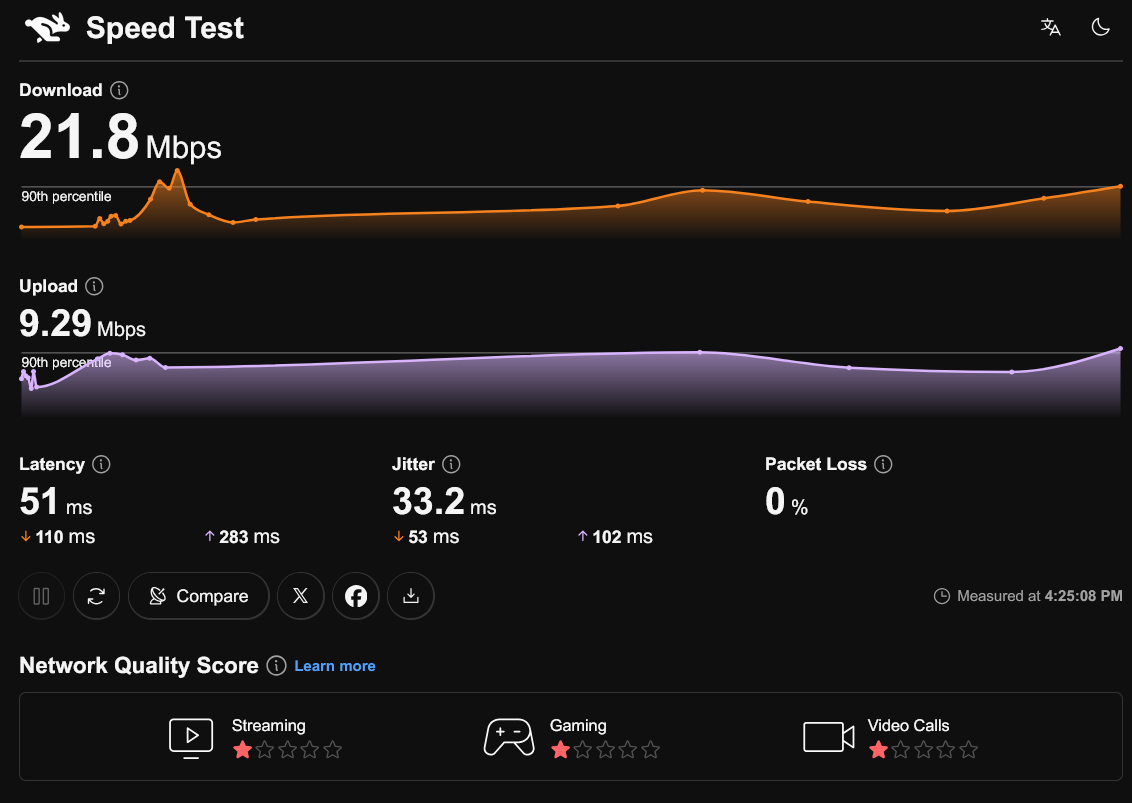 Speed Test
Download
21.8 Mbps
90th percentile
Upload
9.29 Mbps
90th percentile
Latency
51 ms
110 ms 283 ms
Jitter
33.2 ms
53 ms 102 ms
Packet Loss
0 %
Compare
Measured at 4:25:08 PM
Network Quality Score Learn more
Streaming
Gaming
Video Calls